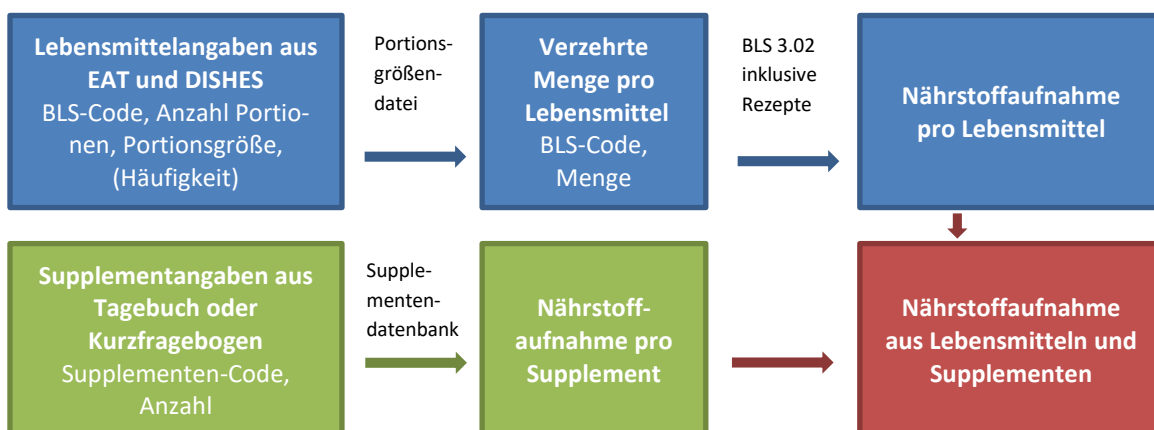 Lebensmittelangaben aus
EAT und DISHES
BLS-Code, Anzahl Portio-
nen, Portionsgröße,
(Häufigkeit)
Portions-
größen-
datei
Verzehrte
Menge pro
Lebensmittel
BLS-Code,
Menge
BLS 3.02
inklusive
Rezepte
Nährstoffaufnahme
pro Lebensmittel
Supplementangaben aus
Tagebuch oder
Kurzfragebogen
Supplementen-Code,
Anzahl
Supple-
menten-
datenbank
Nährstoff-
aufnahme pro
Supplement
Nährstoffaufnahme
aus Lebensmitteln und
Supplementen